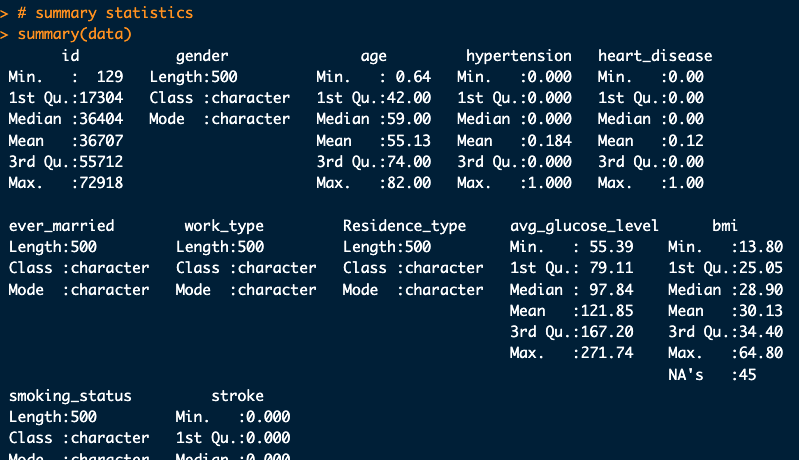 > # summary statistics
> summary(data)
       id           gender               age         hypertension   heart_disease 
 Min.   :  129   Length:500         Min.   : 0.64   Min.   :0.000   Min.   :0.00  
 1st Qu.:17304   Class :character   1st Qu.:42.00   1st Qu.:0.000   1st Qu.:0.00  
 Median :36404   Mode  :character   Median :59.00   Median :0.000   Median :0.00  
 Mean   :36707                      Mean   :55.13   Mean   :0.184   Mean   :0.12  
 3rd Qu.:55712                      3rd Qu.:74.00   3rd Qu.:0.000   3rd Qu.:0.00  
 Max.   :72918                      Max.   :82.00   Max.   :1.000   Max.   :1.00  

 ever_married        work_type         Residence_type     avg_glucose_level      bmi       
 Length:500         Length:500         Length:500         Min.   : 55.39    Min.   :13.80  
 Class :character   Class :character   Class :character   1st Qu.: 79.11    1st Qu.:25.05  
 Mode  :character   Mode  :character   Mode  :character   Median : 97.84    Median :28.90  
                                                          Mean   :121.85    Mean   :30.13  
                                                          3rd Qu.:167.20    3rd Qu.:34.40  
                                                          Max.   :271.74    Max.   :64.80  
                                                                            NA's   :45     
 smoking_status         stroke     
 Length:500         Min.   :0.000  
 Class :character   1st Qu.:0.000  
 Mode  :character   Median :0.000